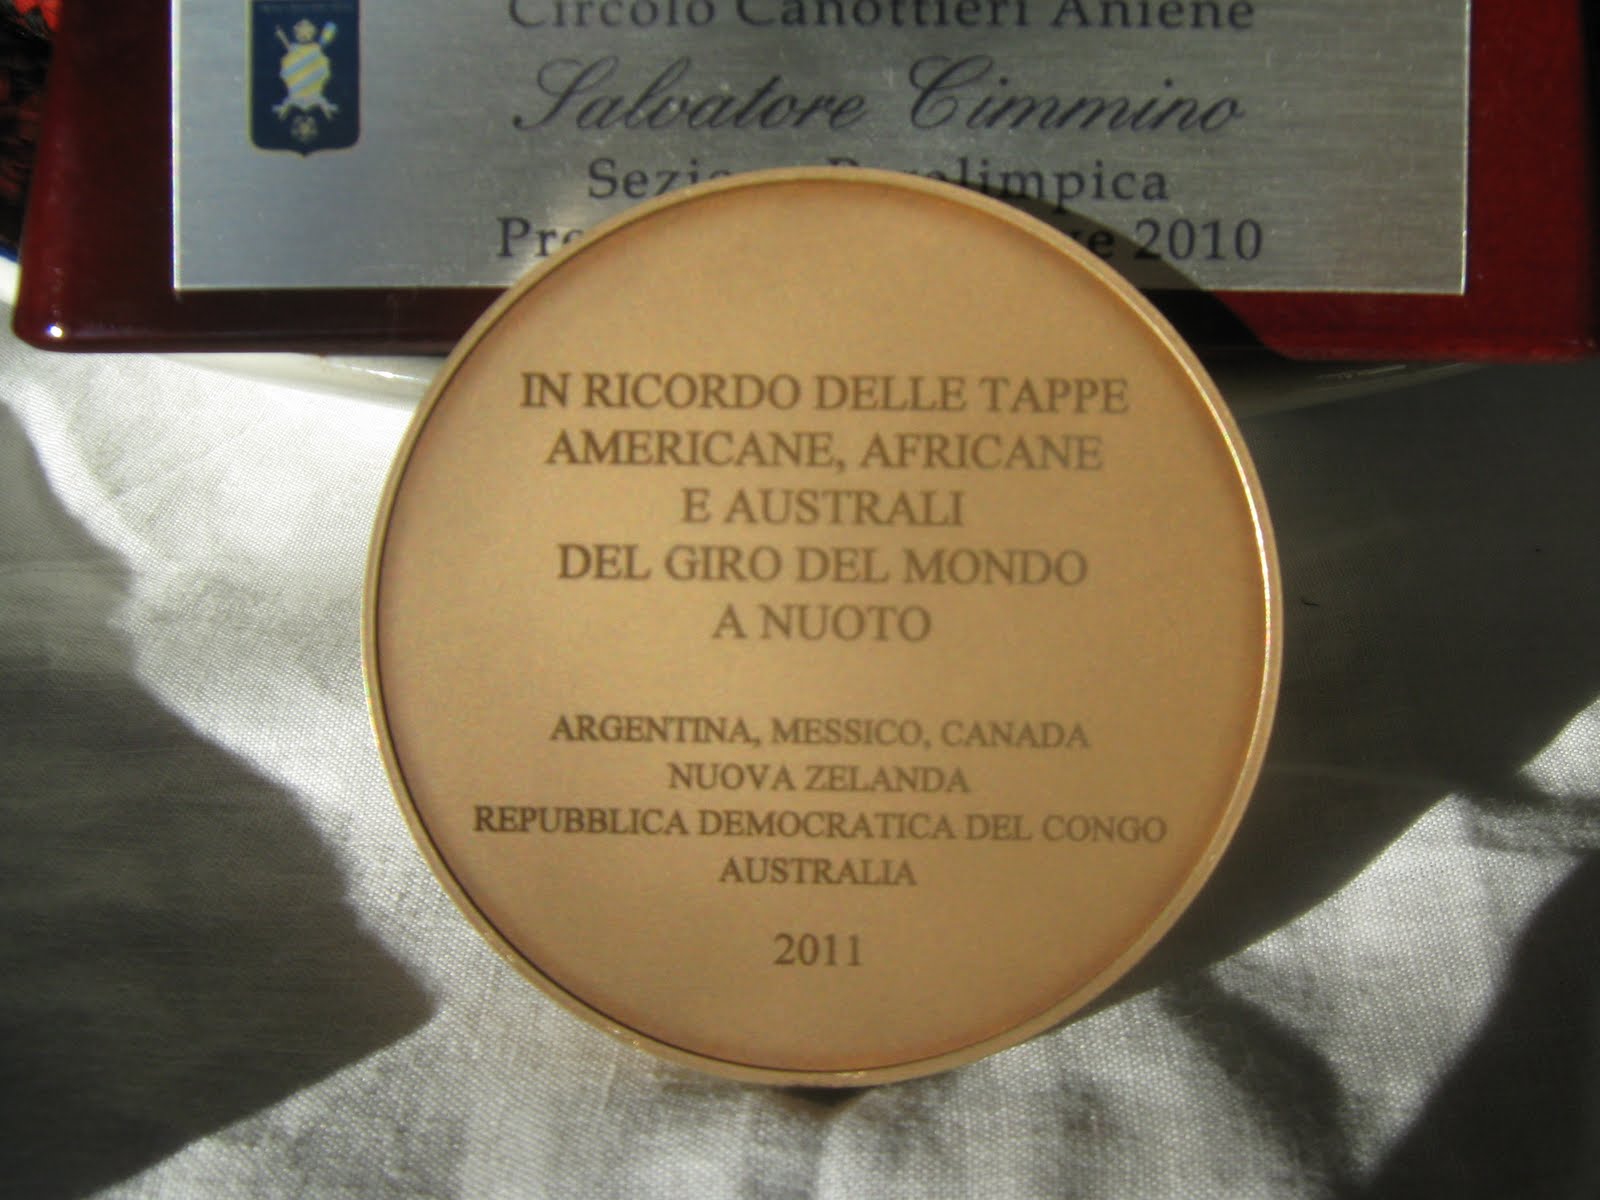 Circolo Canottieri Aniene
Salvatore Cimmino
2010
IN RICORDO DELLE TAPPE
AMERICANE, AFRICANE
E AUSTRALI
DEL GIRO DEL MONDO
A NUOTO
ARGENTINA, MESSICO, CANADA
NUOVA ZELANDA
REPUBBLICA DEMOCRATICA DEL CONGO
AUSTRALIA
2011